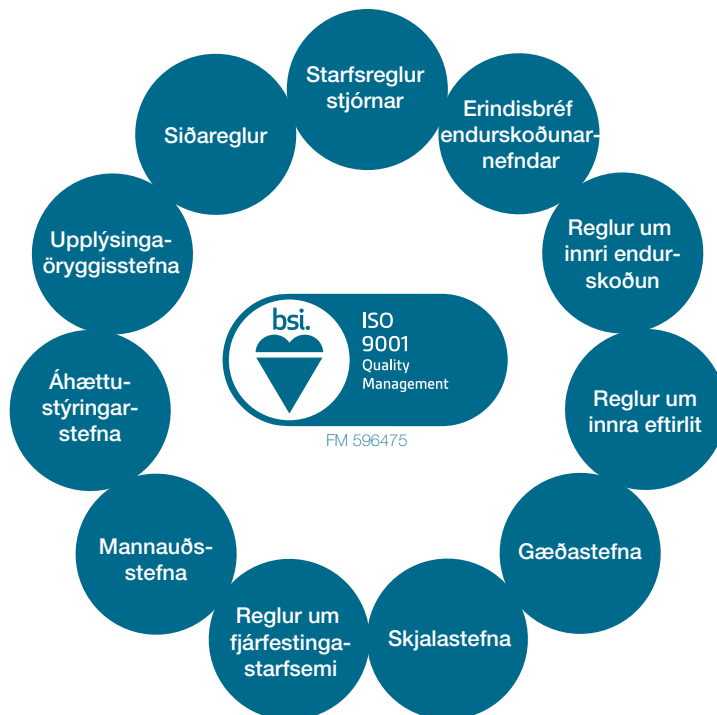 Starfsreglur
stjórnar
Erindisbréf
endurskoðunar-
nefndar
Reglur um
innri endur-
skoðun
Reglur um
innra eftirlit
Gæðastefna
Skjalastefna
Reglur um
fjárfestinga-
starfsemi
Mannauðs-
stefna
Áhættu-
stýringar-
stefna
Upplýsinga-
öryggisstefna
Siðareglur
bsi.
ISO
9001
Quality
Management
FM 596475